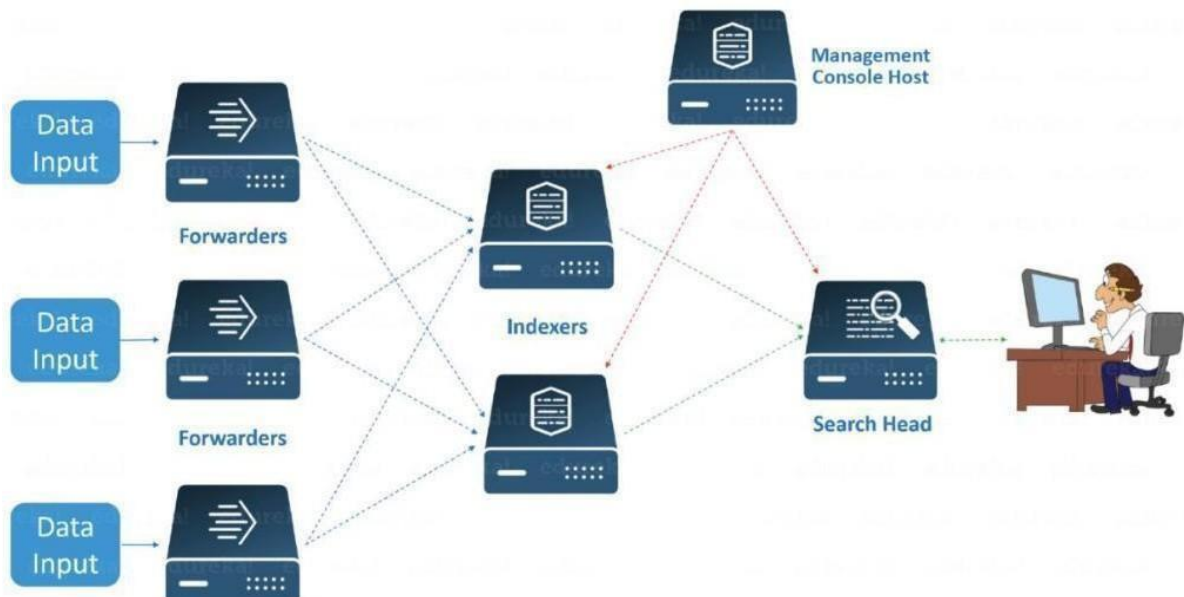 Management
Console Host
Data
Input
Forwarders
Data
Input
Indexers
Forwarders
Search Head
Data
Input